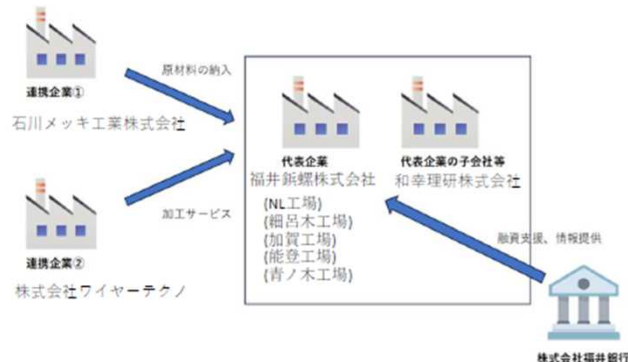 連携企業①
石川メッキ工業株式会社
原材料の納入
連携企業②
株式会社ワイヤーテクノ
加工サービス
代表企業
福井鋲螺株式会社
(NL工場)
(細呂木工場)
(加賀工場)
(能登工場)
(青ノ木工場)
代表企業の子会社等
和幸理研株式会社
融資支援、情報提供
株式会社福井銀行